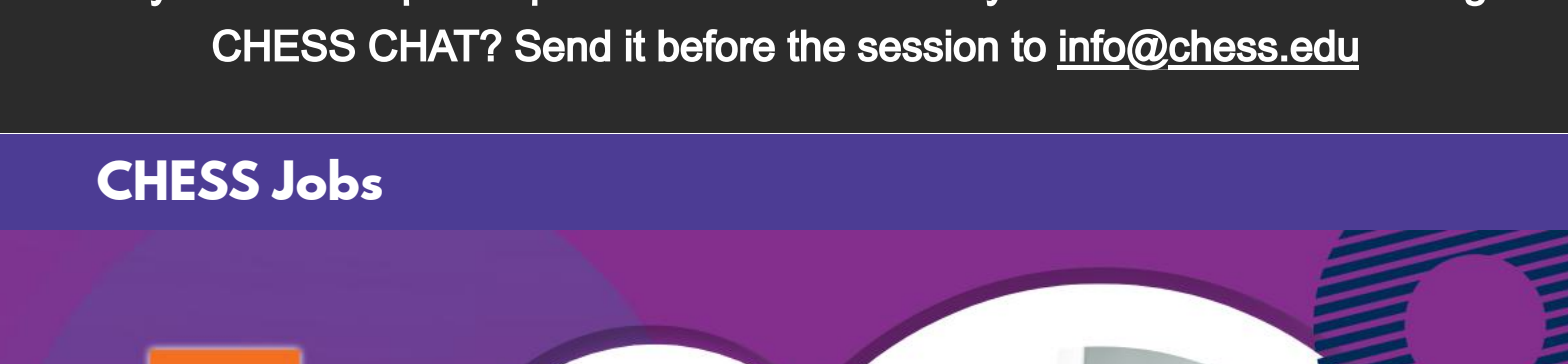 CHESS CHAT? Send it before the session to info@chess.edu
CHESS Jobs